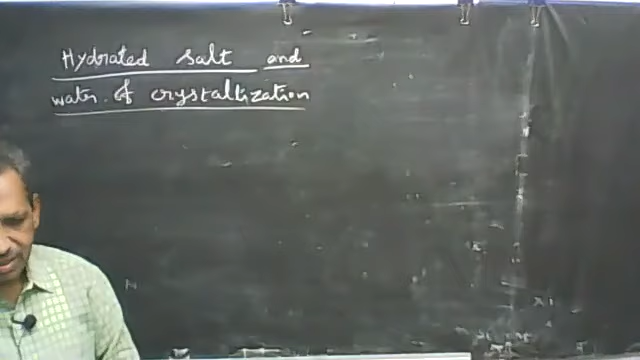 Hydrated salt and
water of crystallization